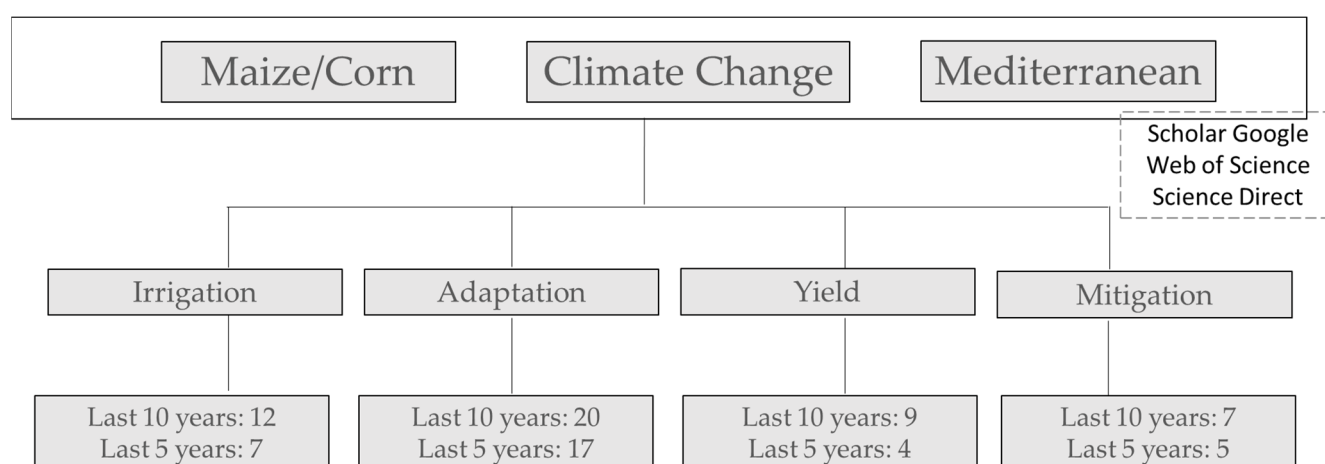 Maize/Corn
Climate Change
Mediterranean
Scholar Google
Web of Science
Science Direct
Irrigation
Adaptation
Yield
Mitigation
Last 10 years: 12
Last 5 years: 7
Last 10 years: 20
Last 5 years: 17
Last 10 years: 9
Last 5 years: 4
Last 10 years: 7
Last 5 years: 5